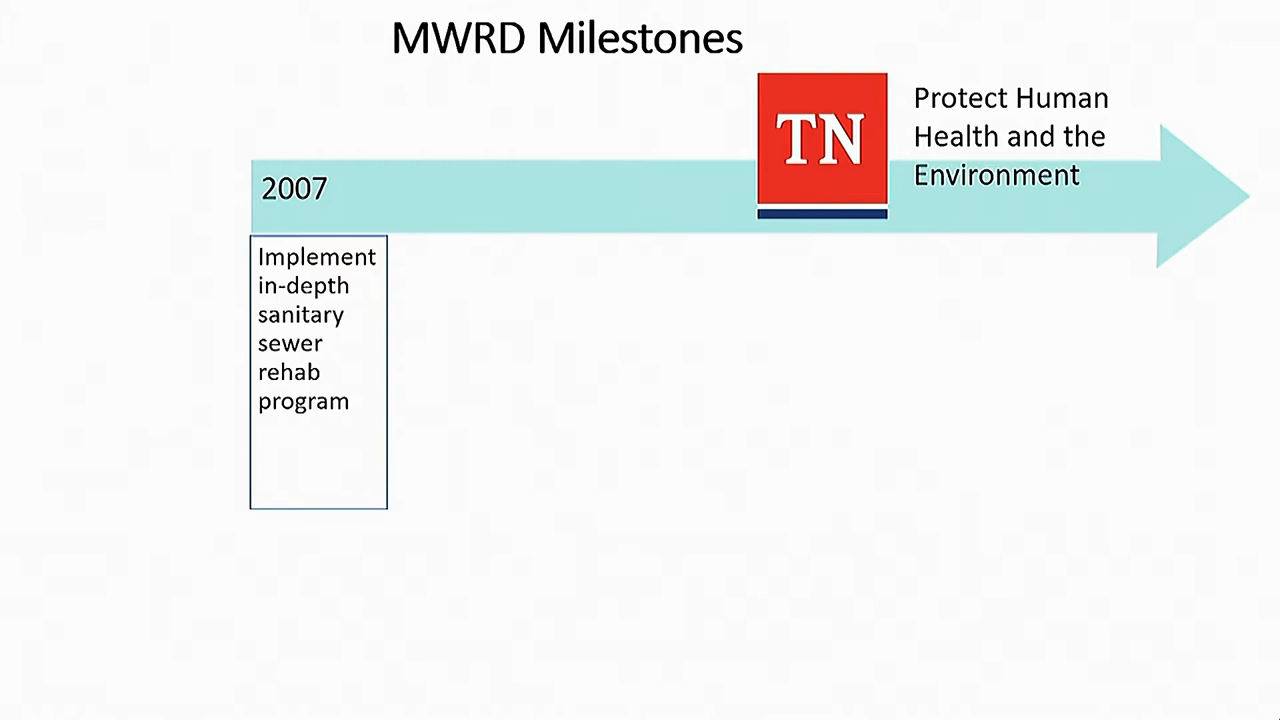 MWRD Milestones
TN
Protect Human
Health and the
Environment
2007
Implement
in-depth
sanitary
sewer
rehab
program